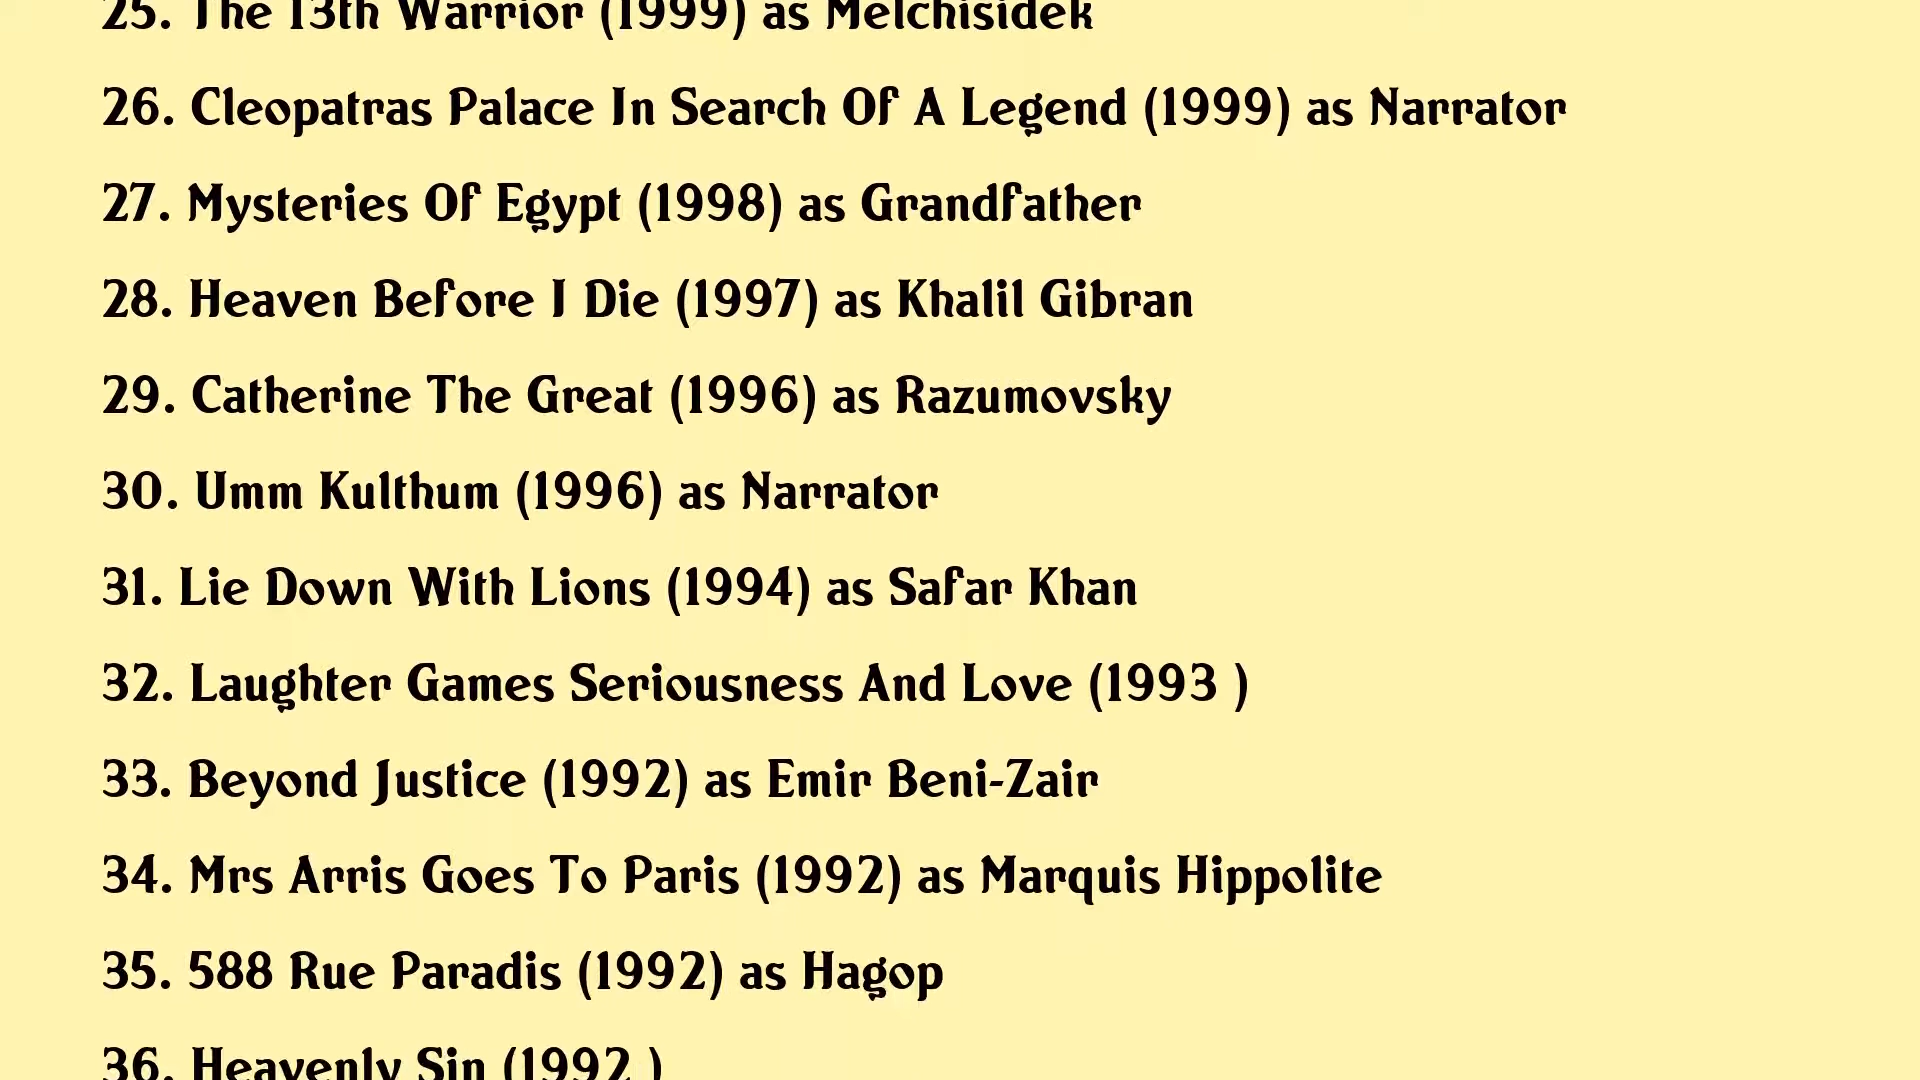 25. The 13th Warrior (1999) as Melchisidek
26. Cleopatras Palace In Search Of A Legend (1999) as Narrator
27. Mysteries Of Egypt (1998) as Grandfather
28. Heaven Before I Die (1997) as Khalil Gibran
29. Catherine The Great (1996) as Razumovsky
30. Umm Kulthum (1996) as Narrator
31. Lie Down With Lions (1994) as Safar Khan
32. Laughter Games Seriousness And Love (1993 )
33. Beyond Justice (1992) as Emir Beni-Zair
34. Mrs Arris Goes To Paris (1992) as Marquis Hippolite
35. 588 Rue Paradis (1992) as Hagop
36. Heavenly Sin (1992 )